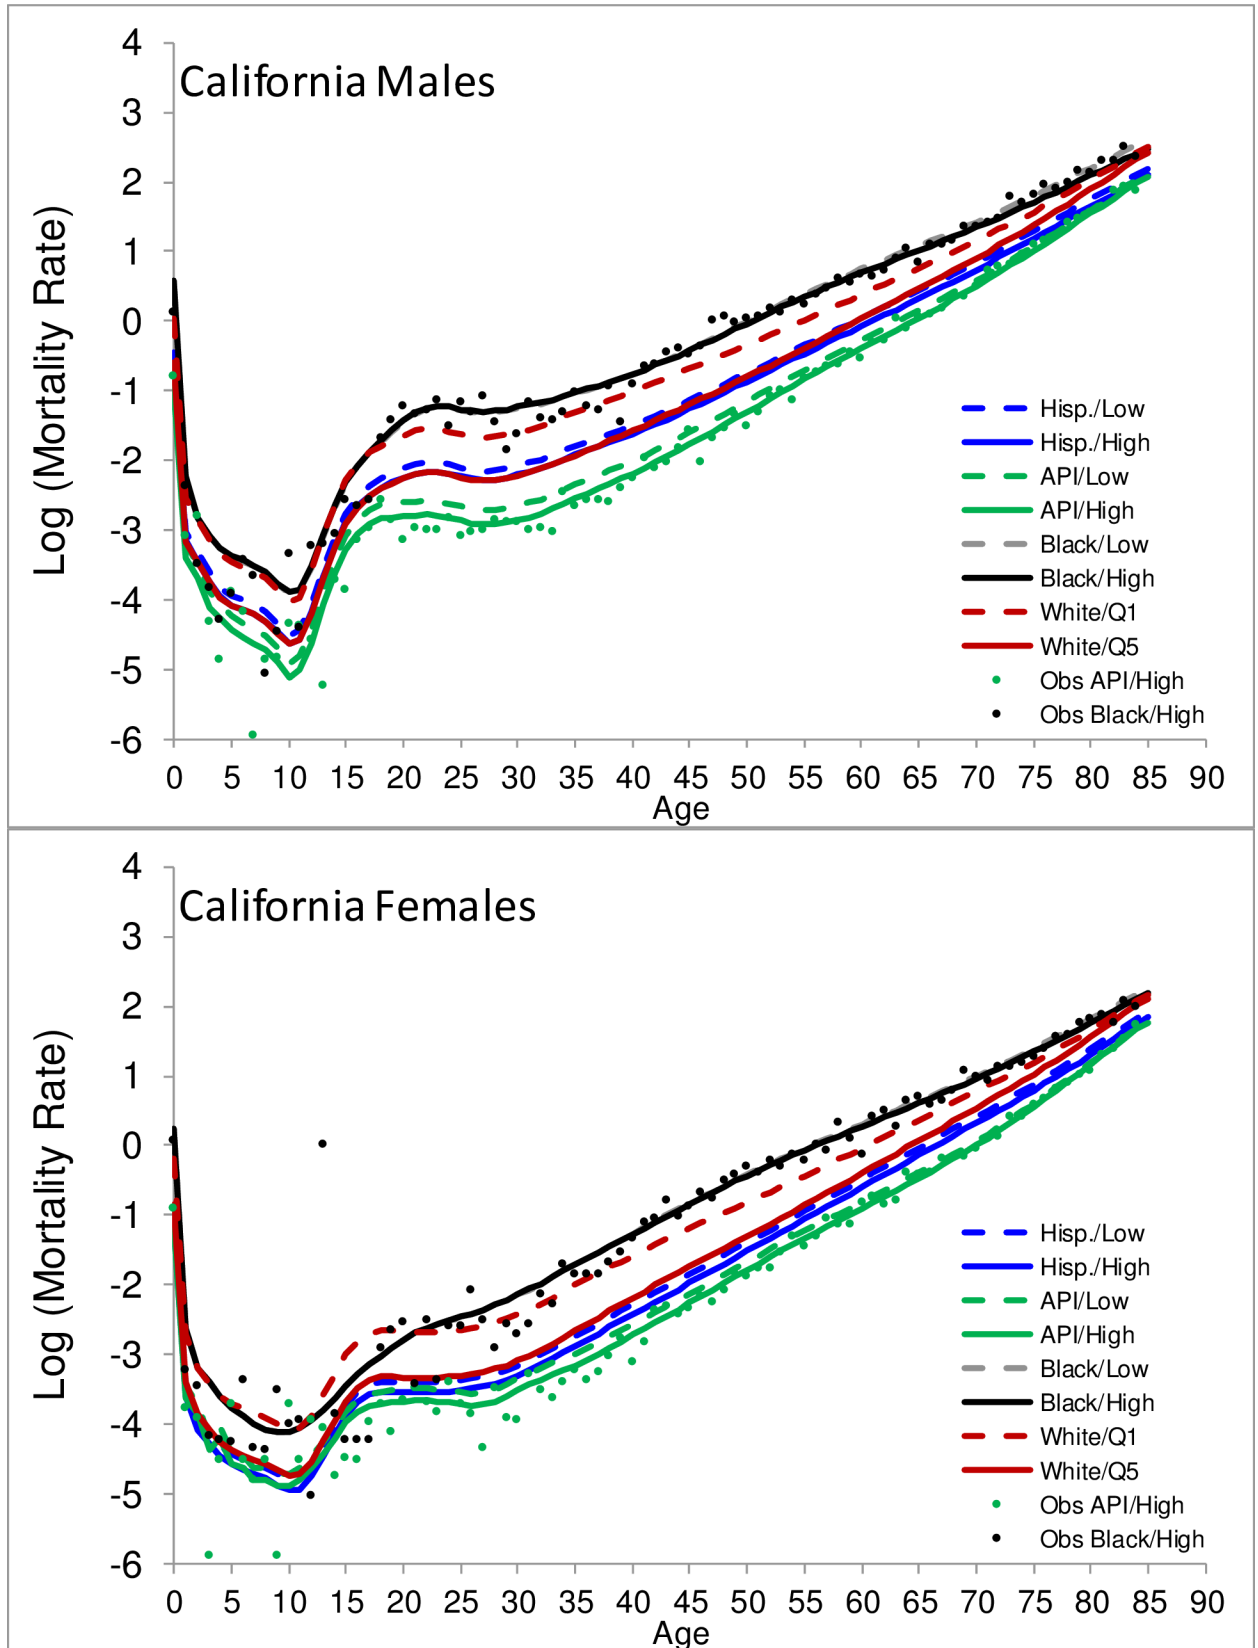 California Males
Log (Mortality Rate)
4
3
2
1
0
-1
-2
-3
-4
-5
-6
0 5 10 15 20 25 30 35 40 45 50 55 60 65 70 75 80 85 90
Age
Hisp./Low
Hisp./High
API/Low
API/High
Black/Low
Black/High
White/Q1
White/Q5
Obs API/High
Obs Black/High
California Females
Log (Mortality Rate)
4
3
2
1
0
-1
-2
-3
-4
-5
-6
0 5 10 15 20 25 30 35 40 45 50 55 60 65 70 75 80 85 90
Age
Hisp./Low
Hisp./High
API/Low
API/High
Black/Low
Black/High
White/Q1
White/Q5
Obs API/High
Obs Black/High